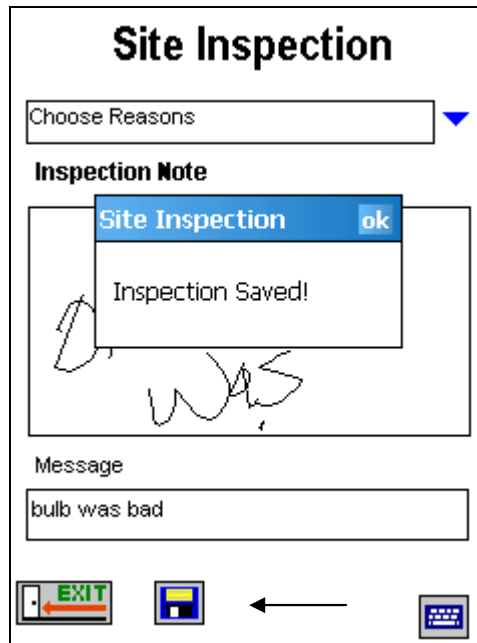 Site Inspection
Choose Reasons
Inspection Note
Site Inspection ok
Inspection Saved!
Was
Message
bulb was bad
EXIT